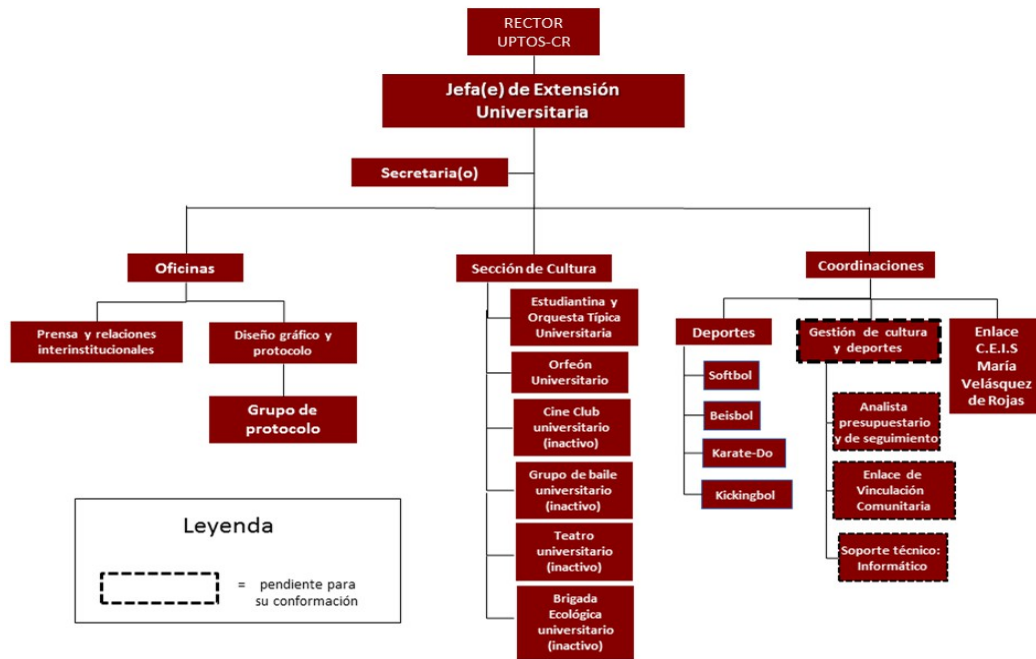 RECTOR
UPTOS-CR
Jefa(e) de Extensión
Universitaria
Secretaria(o)
Oficinas
Sección de Cultura
Coordinaciones
Prensa y relaciones
interinstitucionales
Diseño gráfico y
protocolo
Grupo de
protocolo
Estudiantina y
Orquesta Típica
Universitaria
Orfeón
Universitario
Cine Club
universitario
(inactivo)
Grupo de baile
universitario
(inactivo)
Teatro
universitario
(inactivo)
Brigada
Ecológica
universitario
(inactivo)
Deportes
Softbol
Beisbol
Karate-Do
Kickingbol
Gestión de cultura
y deportes
Analista
presupuestario
y de seguimiento
Enlace de
Vinculación
Comunitaria
Soporte técnico:
Informático
Enlace
C.E.I.S
María
Velásquez
de Rojas
Leyenda
= pendiente para
su conformación